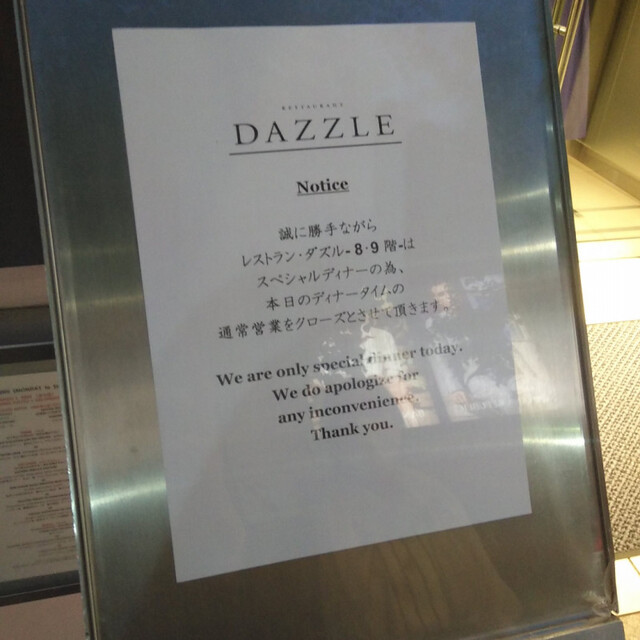 RESTAURANT
DAZZLE
Notice
誠に勝手ながら
レストラン・ダズル- 8・9 階-は
スペシャルディナーの為、
本日のディナータイムの
通常営業をクローズとさせて頂きます。
We are only special dinner today.
We do apologize for
any inconvenience.
Thank you.